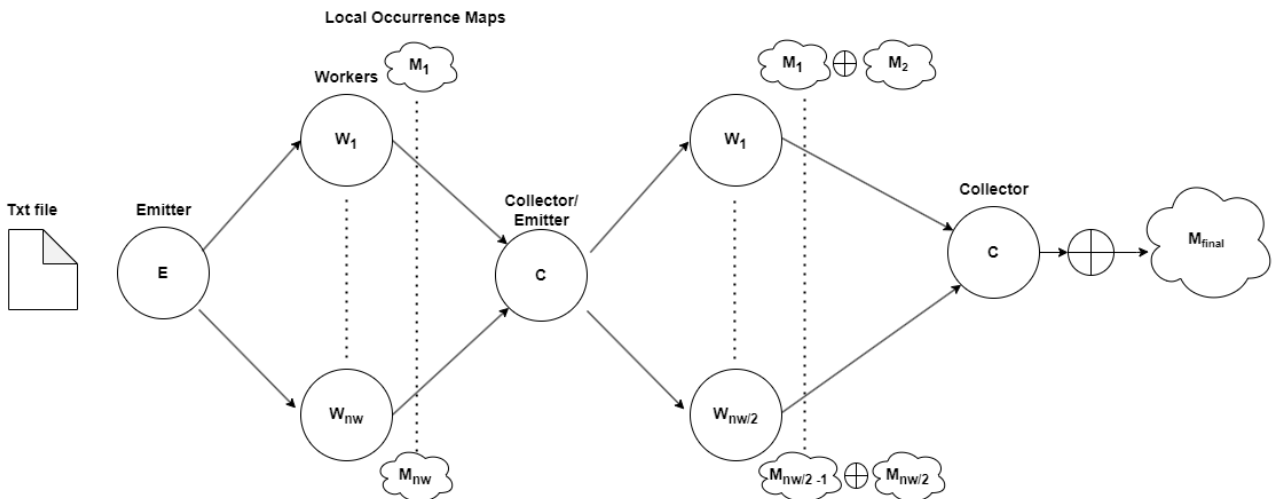 Local Occurrence Maps
Workers
M1
M1 ⊕ M2
W1
W1
Txt file
Emitter
Collector/
Emitter
Collector
E
C
C
Mfinal
Wnw
Wnw/2
Mnw
Mnw/2 -1 ⊕ Mnw/2